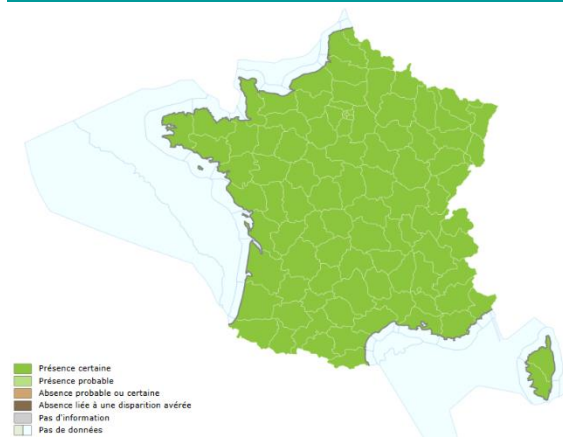 Présence certaine
Présence probable
Absence probable ou certaine
Absence liée à une disparition avérée
Pas d'information
Pas de données